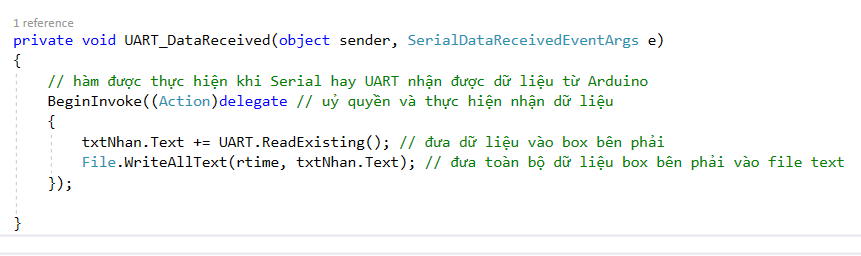 1 reference
private void UART_DataReceived(object sender, SerialDataReceivedEventArgs e)
{
// hàm được thực hiện khi Serial hay UART nhận được dữ liệu từ Arduino
BeginInvoke((Action)delegate // uỷ quyền và thực hiện nhận dữ liệu
{
txtNhan.Text += UART.ReadExisting(); // đưa dữ liệu vào box bên phải
File.WriteAllText(rtime, txtNhan.Text); // đưa toàn bộ dữ liệu box bên phải vào file text
});
}